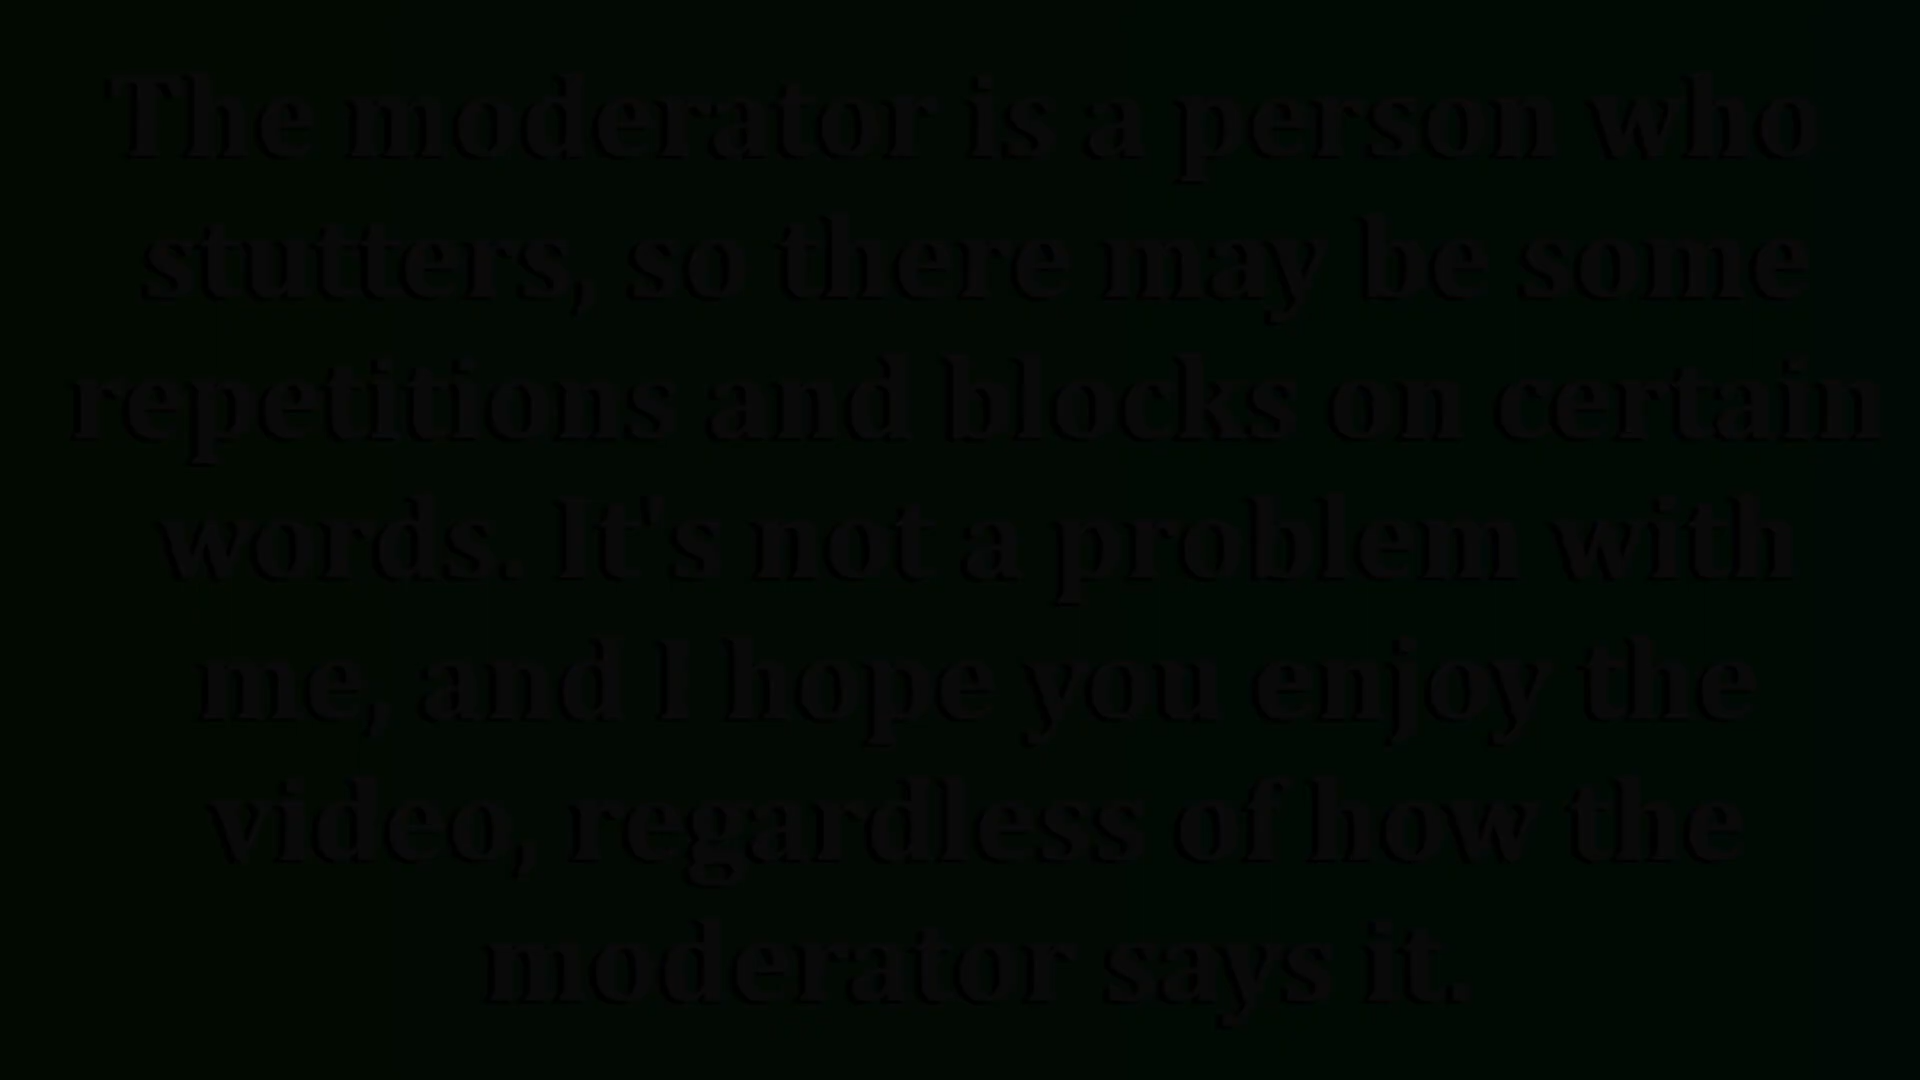 The moderator is a person who
stutters, so there may be some
repetitions and blocks on certain
words. It's not a problem with
me, and I hope you enjoy the
video, regardless of how the
moderator says it.